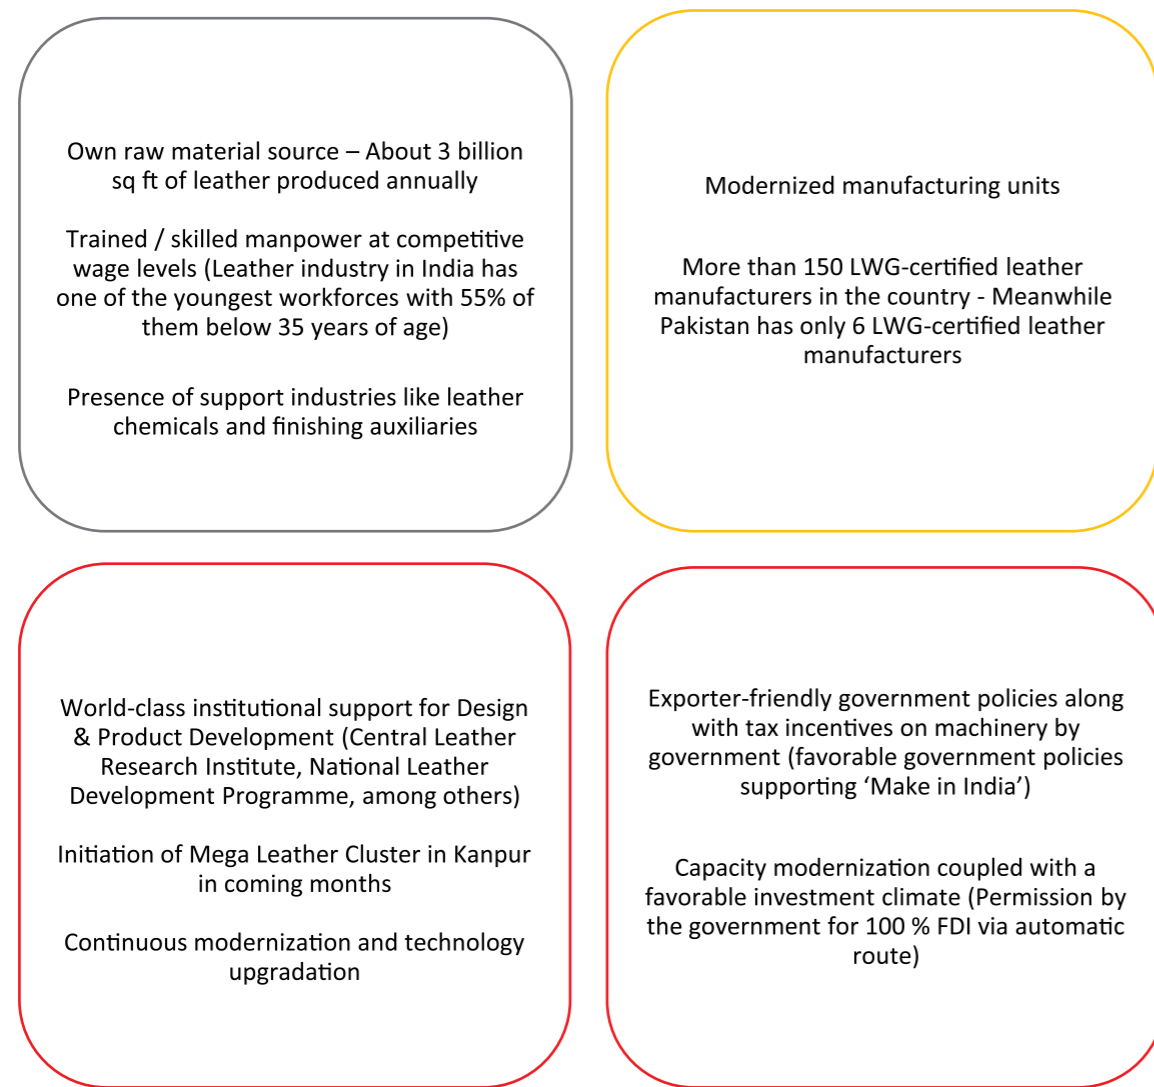 Own raw material source – About 3 billion
sq ft of leather produced annually
Trained / skilled manpower at competitive
wage levels (Leather industry in India has
one of the youngest workforces with 55% of
them below 35 years of age)
Presence of support industries like leather
chemicals and finishing auxiliaries
Modernized manufacturing units
More than 150 LWG-certified leather
manufacturers in the country - Meanwhile
Pakistan has only 6 LWG-certified leather
manufacturers
World-class institutional support for Design
& Product Development (Central Leather
Research Institute, National Leather
Development Programme, among others)
Initiation of Mega Leather Cluster in Kanpur
in coming months
Continuous modernization and technology
upgradation
Exporter-friendly government policies along
with tax incentives on machinery by
government (favorable government policies
supporting ‘Make in India’)
Capacity modernization coupled with a
favorable investment climate (Permission by
the government for 100 % FDI via automatic
route)